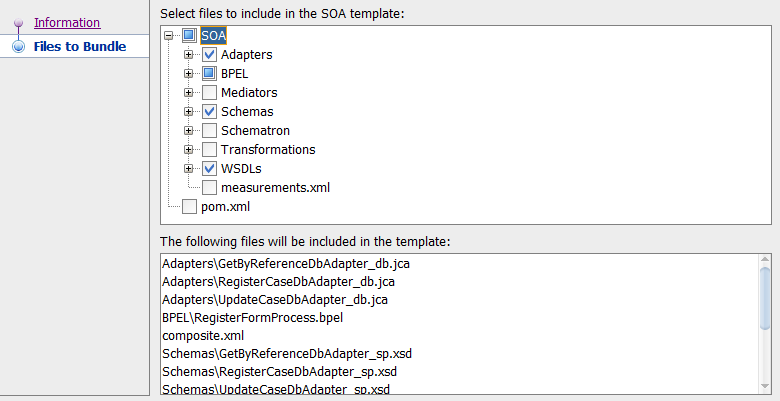 Information
Files to Bundle
Select files to include in the SOA template:
SOA
Adapters
BPEL
Mediators
Schemas
Schematron
Transformations
WSDLs
measurements.xml
pom.xml
The following files will be included in the template:
Adapters\GetByReferenceDbAdapter_db.jca
Adapters\RegisterCaseDbAdapter_db.jca
Adapters\UpdateCaseDbAdapter_db.jca
BPEL\RegisterFormProcess.bpel
composite.xml
Schemas\GetByReferenceDbAdapter_sp.xsd
Schemas\RegisterCaseDbAdapter_sp.xsd
Schemas\UpdateCaseDbAdapter_sp.xsd